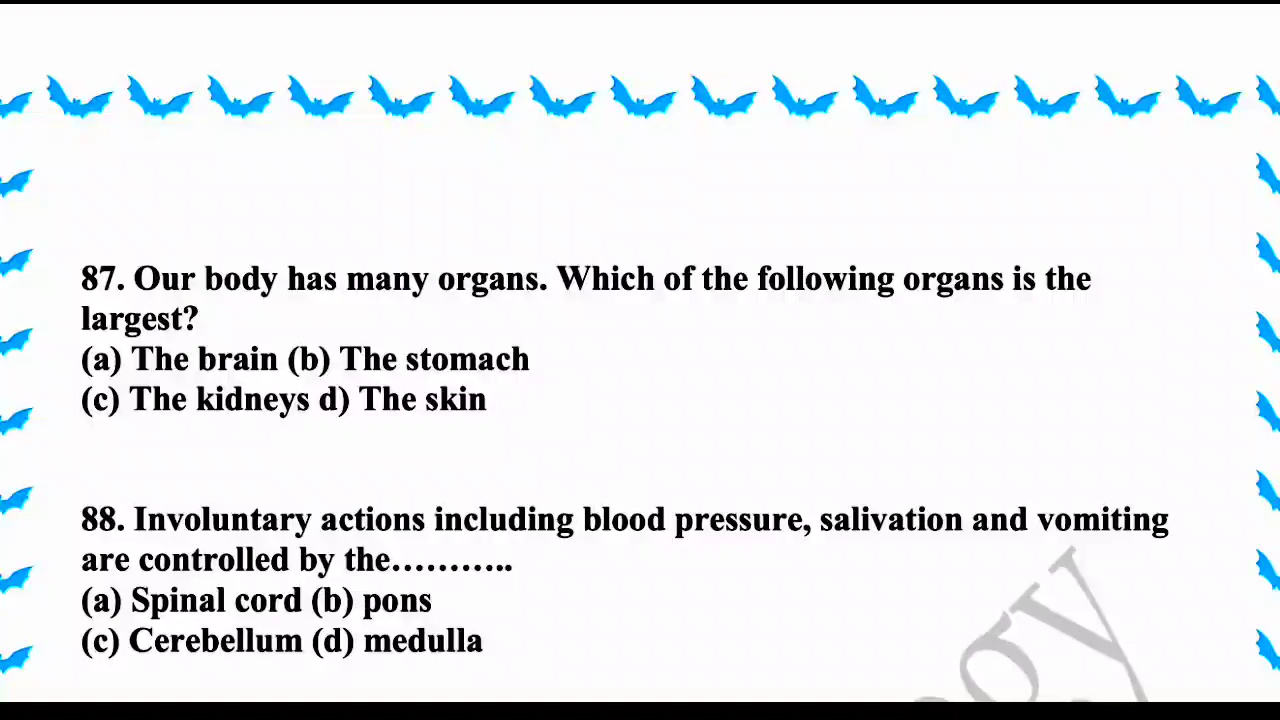 87. Our body has many organs. Which of the following organs is the
largest?
(a) The brain (b) The stomach
(c) The kidneys d) The skin
88. Involuntary actions including blood pressure, salivation and vomiting
are controlled by the...........
(a) Spinal cord (b) pons
(c) Cerebellum (d) medulla